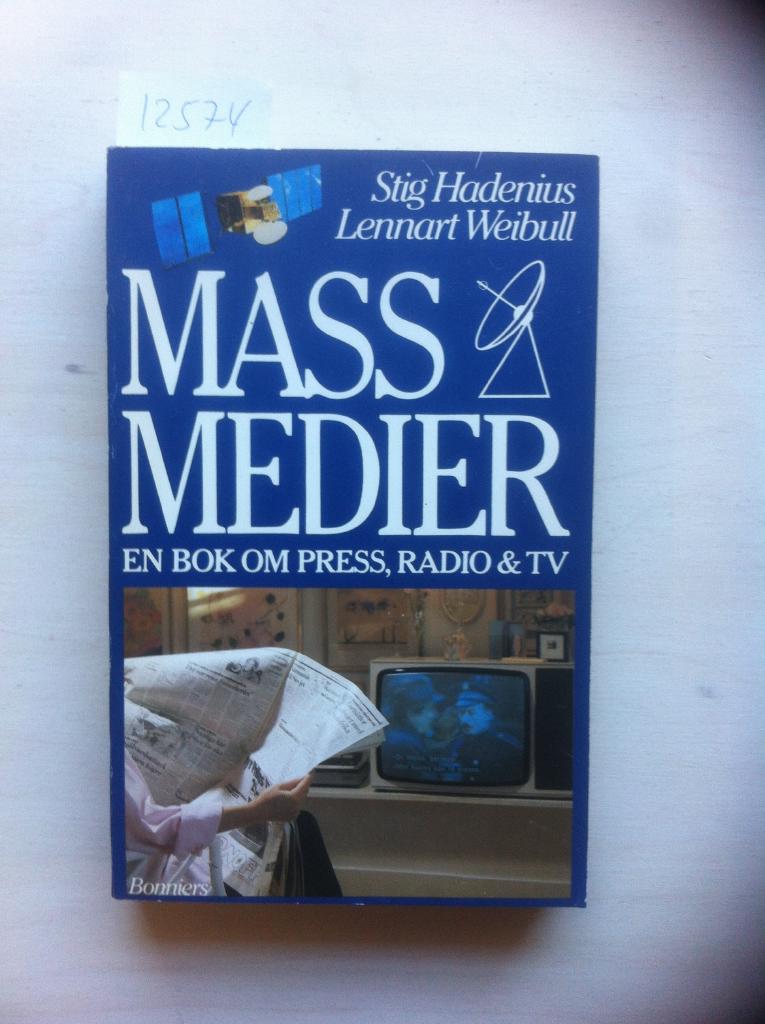 12574
Stig Hadenius
Lennart Weibull
MASS
MEDIER
EN BOK OM PRESS, RADIO & TV
Bonniers